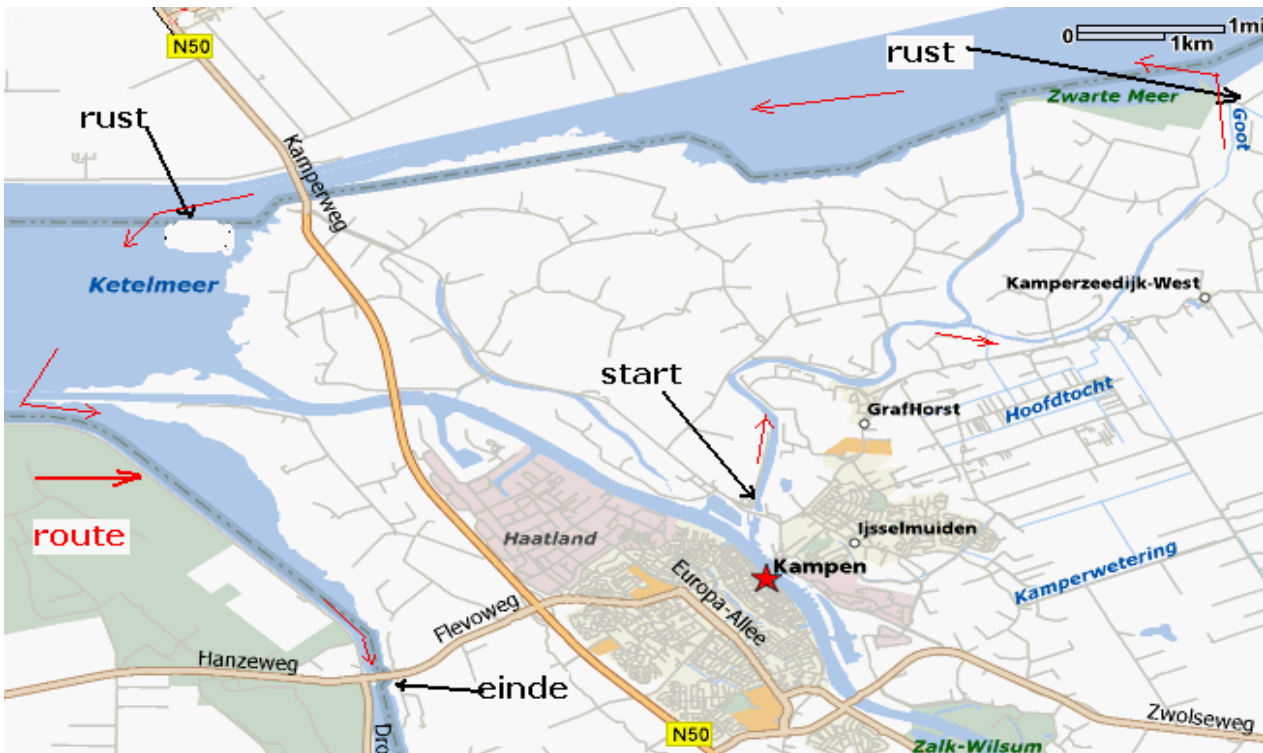 0
1mi
1km
N50
rust
rust
Zwarte Meer
Goot
Kamperweg
Ketelmeer
Kamperzeedijk-West
start
GrafHorst
Hoofdtocht
route
Haatland
Ijsselmuiden
Kampen
Kamperwetering
Europa-Allee
Flevoweg
Hanzeweg
einde
Zwolseweg
N50
Zalk-Wilsum